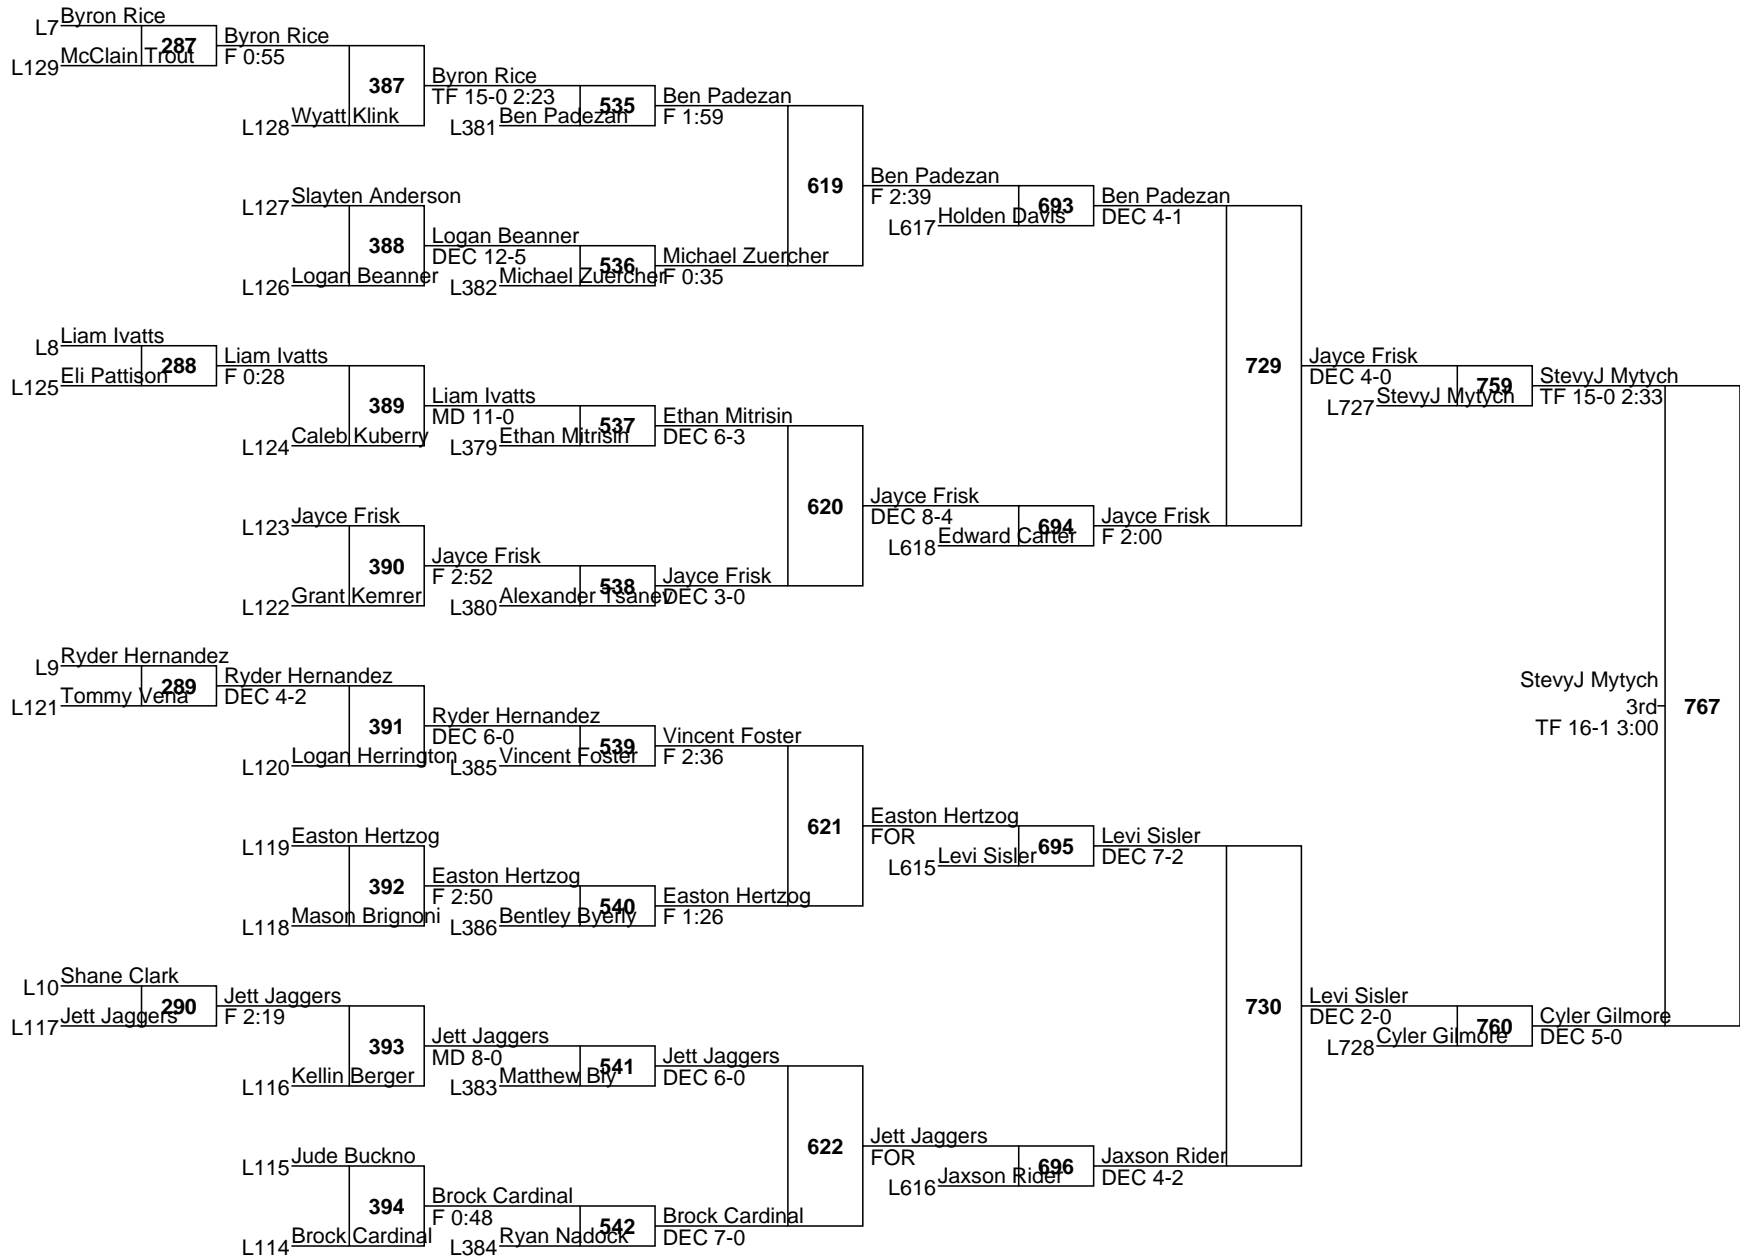 L7 Byron Rice
287
L129 McClain Trout
Byron Rice
F 0:55
387
L128 Wyatt Klink
Byron Rice
TF 15-0 2:23
535
L381 Ben Padezan
Ben Padezan
F 1:59
619
L127 Slayten Anderson
388
L126 Logan Beanner
Logan Beanner
DEC 12-5
536
L382 Michael Zuercher
Michael Zuercher
F 0:35
Ben Padezan
F 2:39
693
L617 Holden Davis
Ben Padezan
DEC 4-1
729
L8 Liam Ivatts
288
L125 Eli Pattison
Liam Ivatts
F 0:28
389
L124 Caleb Kuberry
Liam Ivatts
MD 11-0
537
L379 Ethan Mitrisin
Ethan Mitrisin
DEC 6-3
620
L123 Jayce Frisk
390
L122 Grant Kemrer
Jayce Frisk
F 2:52
538
L380 Alexander Tsanev
Jayce Frisk
DEC 3-0
Jayce Frisk
DEC 8-4
694
L618 Edward Carter
Jayce Frisk
F 2:00
Jayce Frisk
DEC 4-0
759
L727 StevyJ Mytych
StevyJ Mytych
TF 15-0 2:33
L9 Ryder Hernandez
289
L121 Tommy Vena
Ryder Hernandez
DEC 4-2
391
L120 Logan Herrington
Ryder Hernandez
DEC 6-0
539
L385 Vincent Foster
Vincent Foster
F 2:36
621
L119 Easton Hertzog
392
L118 Mason Brignoni
Easton Hertzog
F 2:50
540
L386 Bentley Byerly
Easton Hertzog
F 1:26
Easton Hertzog
FOR
695
L615 Levi Sisler
Levi Sisler
DEC 7-2
730
L10 Shane Clark
290
L117 Jett Jaggers
Jett Jaggers
F 2:19
393
L116 Kellin Berger
Jett Jaggers
MD 8-0
541
L383 Matthew Bly
Jett Jaggers
DEC 6-0
622
L115 Jude Buckno
394
L114 Brock Cardinal
Brock Cardinal
F 0:48
542
L384 Ryan Nadock
Brock Cardinal
DEC 7-0
Jett Jaggers
FOR
696
L616 Jaxson Rider
Jaxson Rider
DEC 4-2
Levi Sisler
DEC 2-0
760
L728 Cyler Gilmore
Cyler Gilmore
DEC 5-0
StevyJ Mytych
3rd
TF 16-1 3:00
767